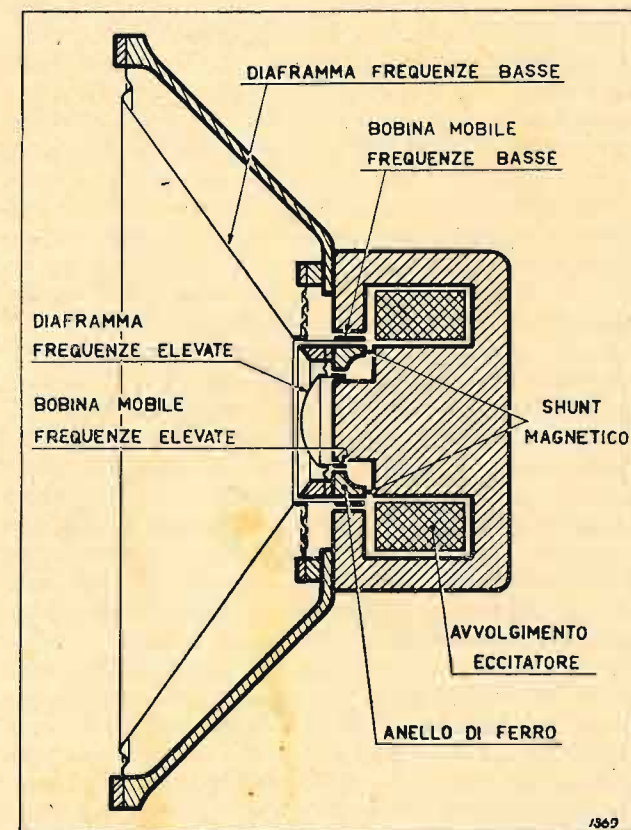 DIAFRAMMA FREQUENZE BASSE
BOBINA MOBILE
FREQUENZE BASSE
DIAFRAMMA
FREQUENZE ELEVATE
BOBINA MOBILE
FREQUENZE ELEVATE
SHUNT
MAGNETICO
AVVOLGIMENTO
ECCITATORE
ANELLO DI FERRO
1369